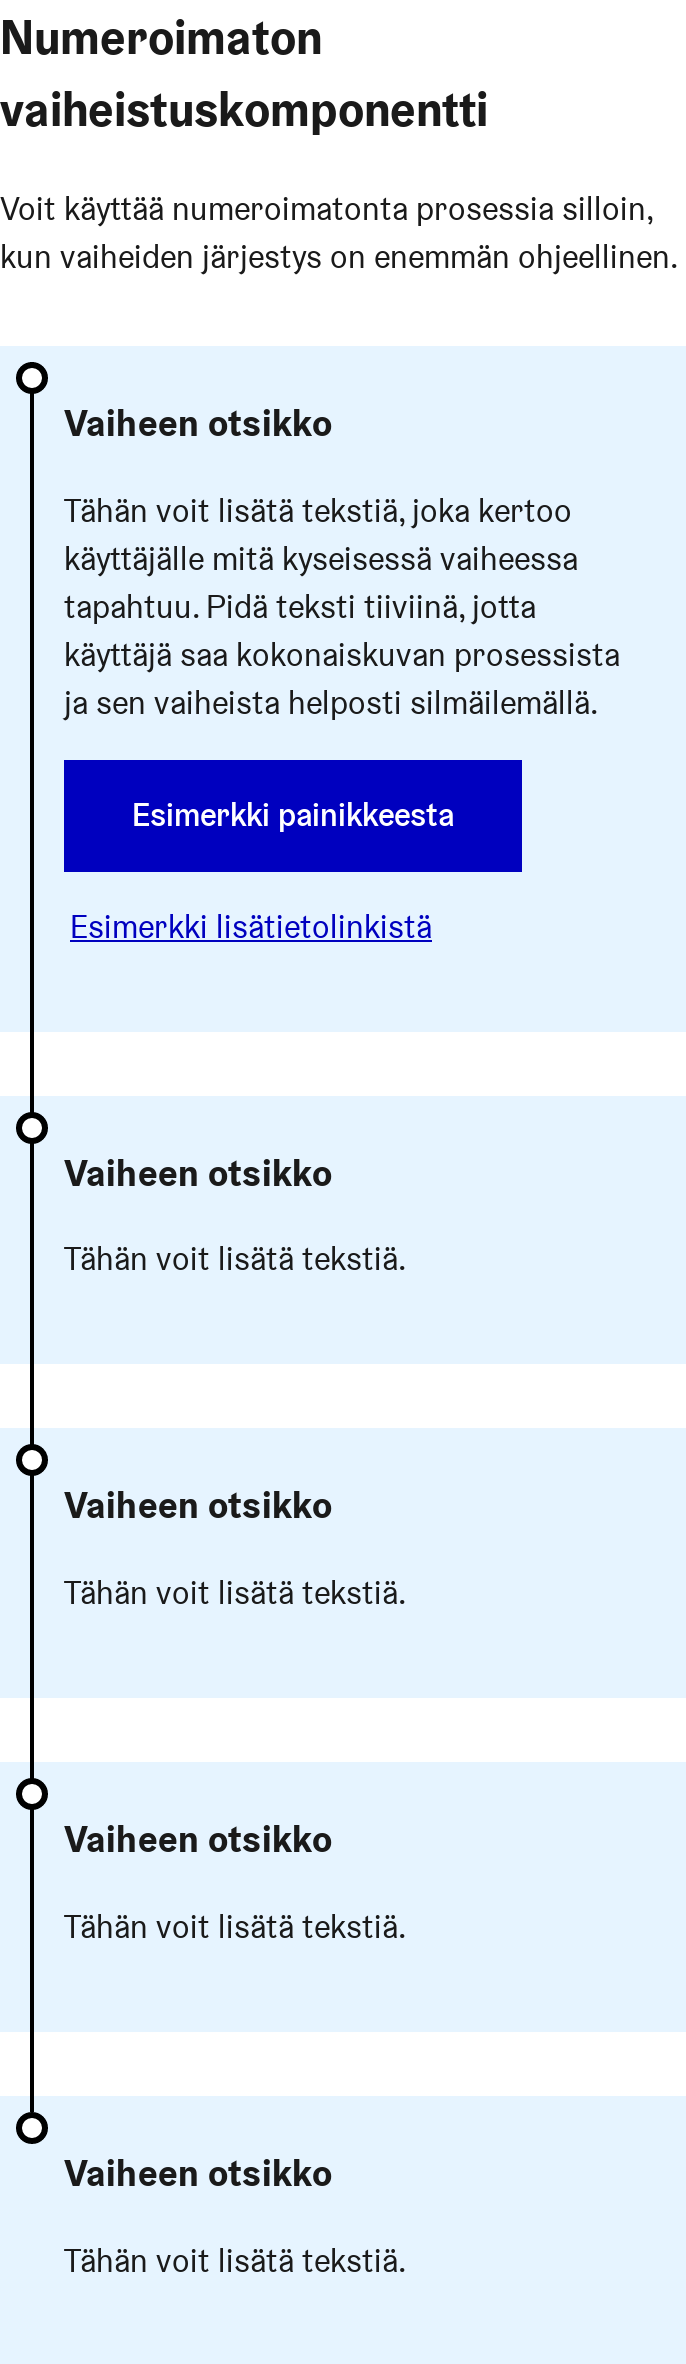 Numeroimaton
vaiheistuskomponentti
Voit käyttää numeroimatonta prosessia silloin,
kun vaiheiden järjestys on enemmän ohjeellinen.
Vaiheen otsikko
Tähän voit lisätä tekstiä, joka kertoo
käyttäjälle mitä kyseisessä vaiheessa
tapahtuu. Pidä teksti tiiviinä, jotta
käyttäjä saa kokonaiskuvan prosessista
ja sen vaiheista helposti silmäilemällä.
Esimerkki painikkeesta
Esimerkki lisätietolinkistä
Vaiheen otsikko
Tähän voit lisätä tekstiä.
Vaiheen otsikko
Tähän voit lisätä tekstiä.
Vaiheen otsikko
Tähän voit lisätä tekstiä.
Vaiheen otsikko
Tähän voit lisätä tekstiä.